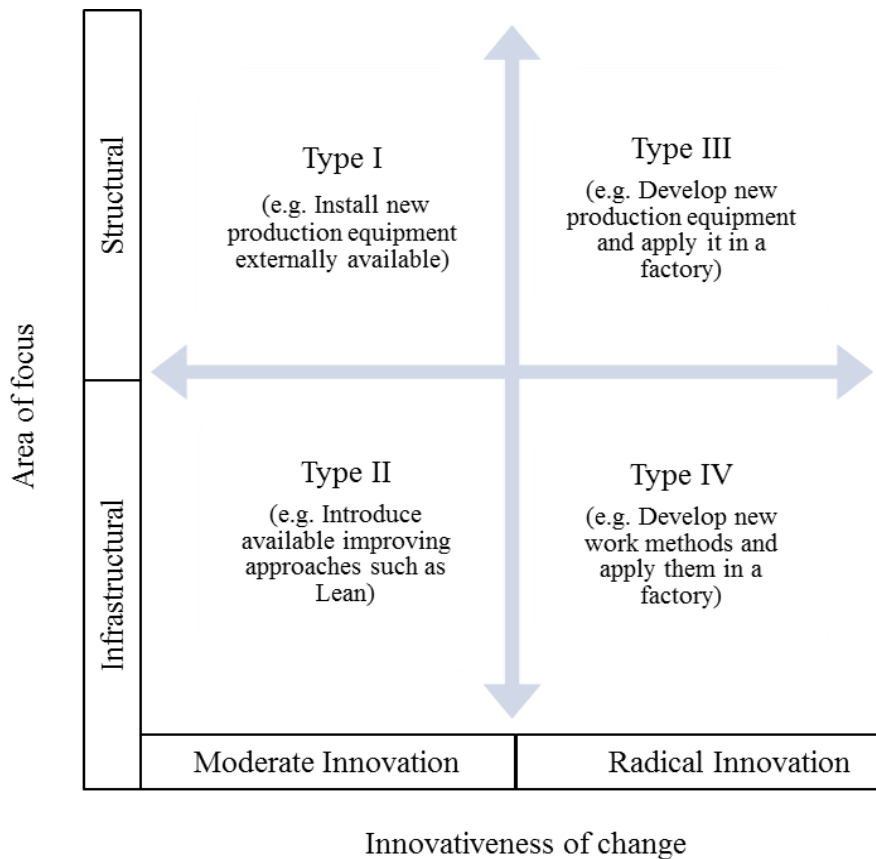 Area of focus
Structural
Infrastructural
Type I
(e.g. Install new
production equipment
externally available)
Type III
(e.g. Develop new
production equipment
and apply it in a
factory)
Type II
(e.g. Introduce
available improving
approaches such as
Lean)
Type IV
(e.g. Develop new
work methods and
apply them in a
factory)
Moderate Innovation
Radical Innovation
Innovativeness of change